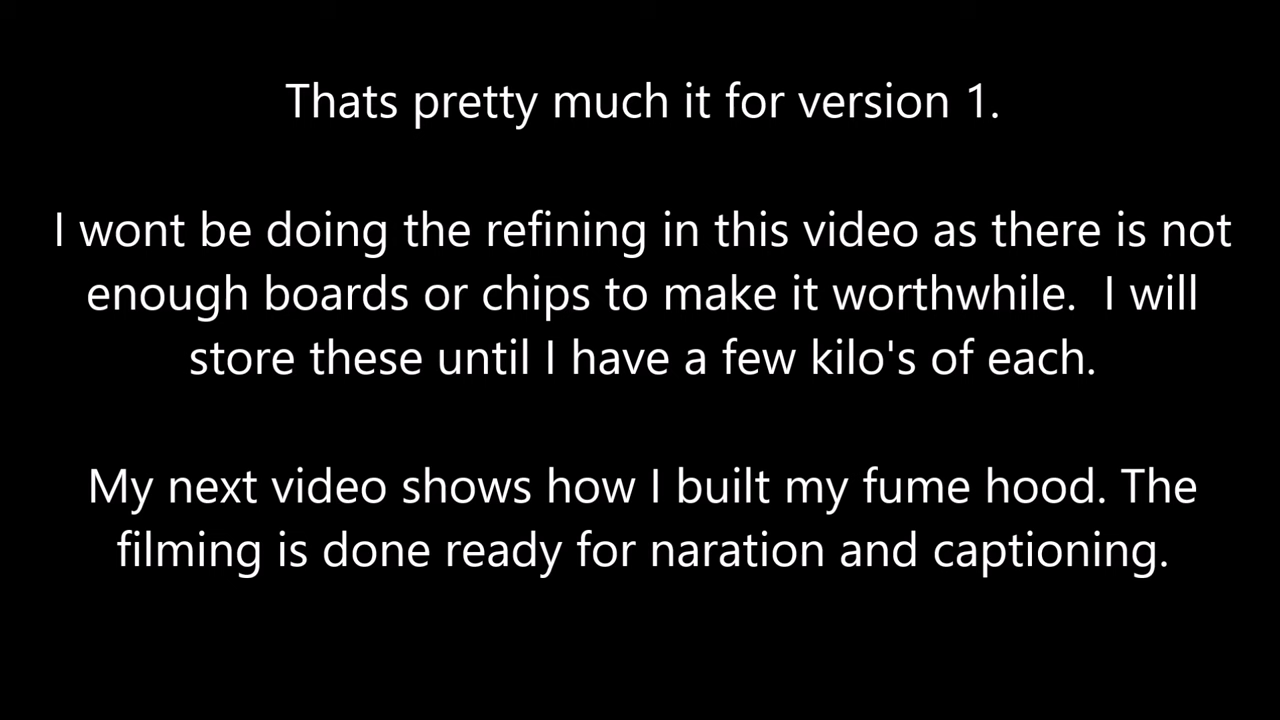 Thats pretty much it for version 1.
I wont be doing the refining in this video as there is not
enough boards or chips to make it worthwhile.  I will
store these until I have a few kilo's of each.
My next video shows how I built my fume hood. The
filming is done ready for naration and captioning.